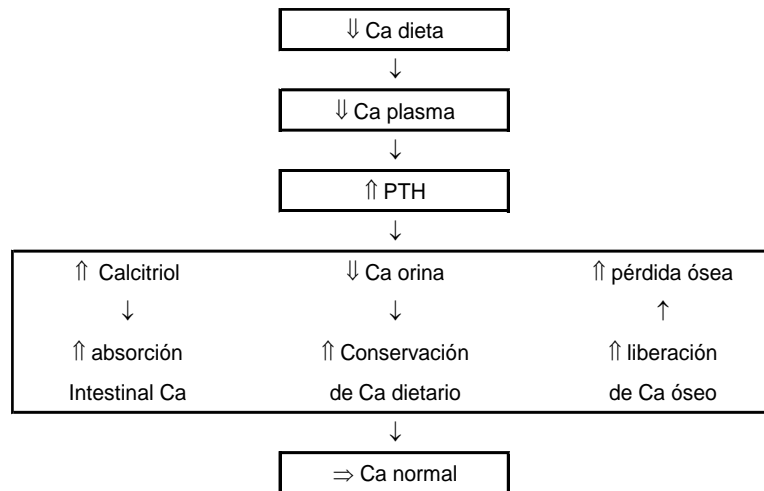 ⇓ Ca dieta
↓
⇓ Ca plasma
↓
⇑ PTH
↓
⇑ Calcitriol ⇓ Ca orina ⇑ pérdida ósea
↓ ↓ ↑
⇑ absorción ⇑ Conservación ⇑ liberación
Intestinal Ca de Ca dietario de Ca óseo
↓
⇒ Ca normal